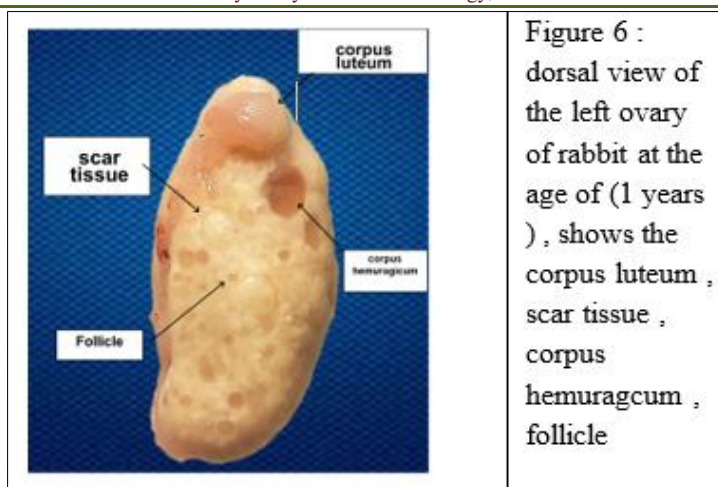 corpus
luteum
scar
tissue
corpus
hemuragicum
Follicle
Figure 6 :
dorsal view of
the left ovary
of rabbit at the
age of (1 years
) , shows the
corpus luteum ,
scar tissue ,
corpus
hemuragcum ,
follicle